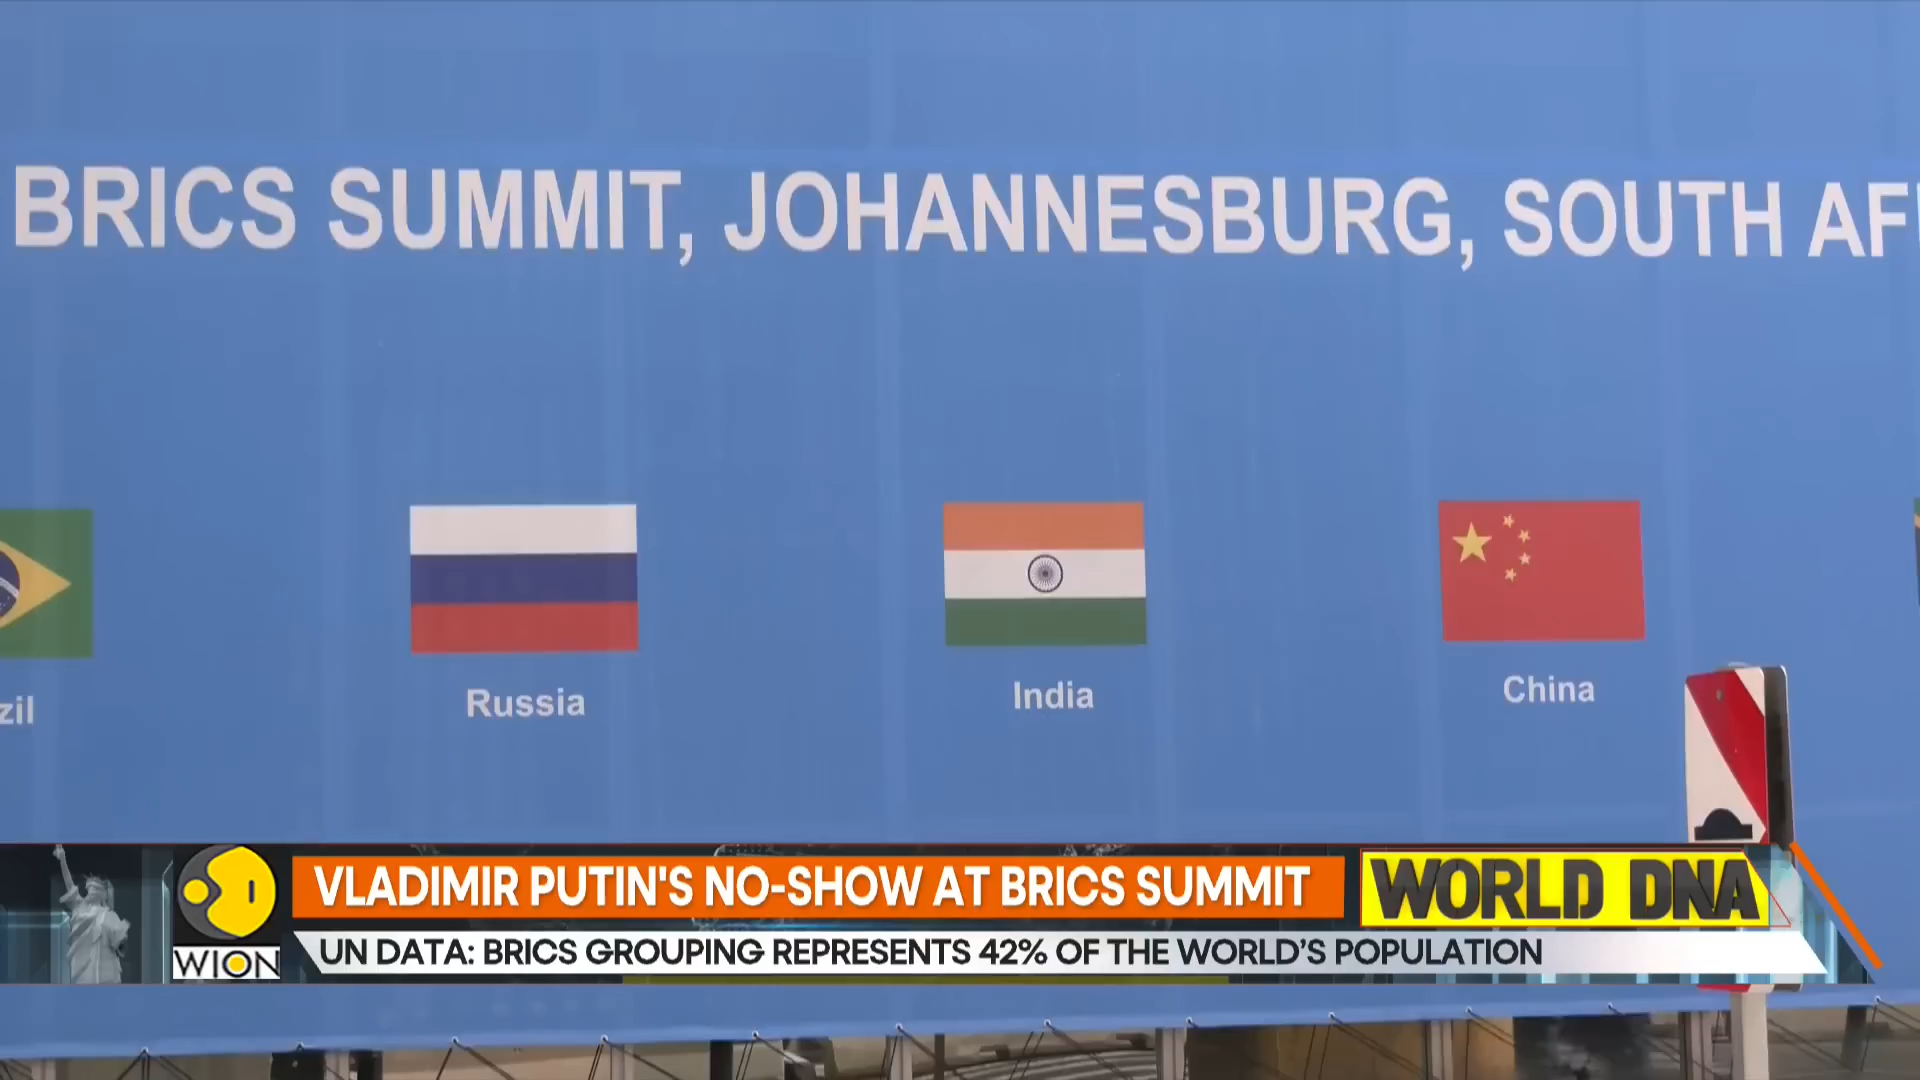 BRICS SUMMIT, JOHANNESBURG, SOUTH AF
zil
Russia
India
China
VLADIMIR PUTIN'S NO-SHOW AT BRICS SUMMIT
WORLD DNA
WION
UN DATA: BRICS GROUPING REPRESENTS 42% OF THE WORLD'S POPULATION